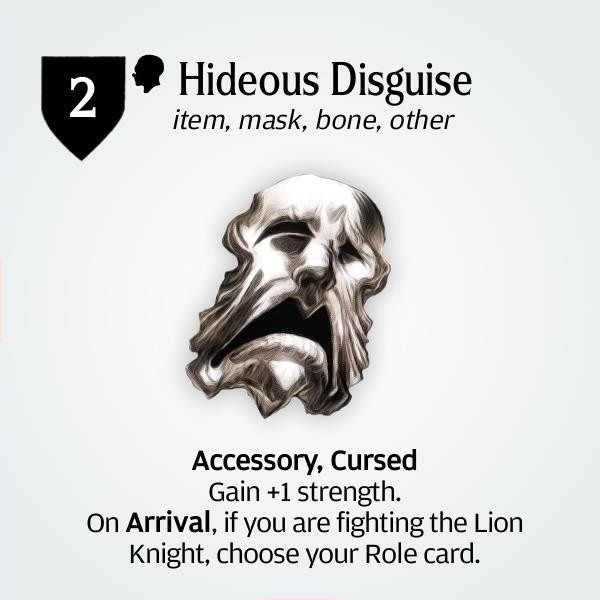 2
Hideous Disguise
item, mask, bone, other
Accessory, Cursed
Gain +1 strength.
On Arrival, if you are fighting the Lion
Knight, choose your Role card.